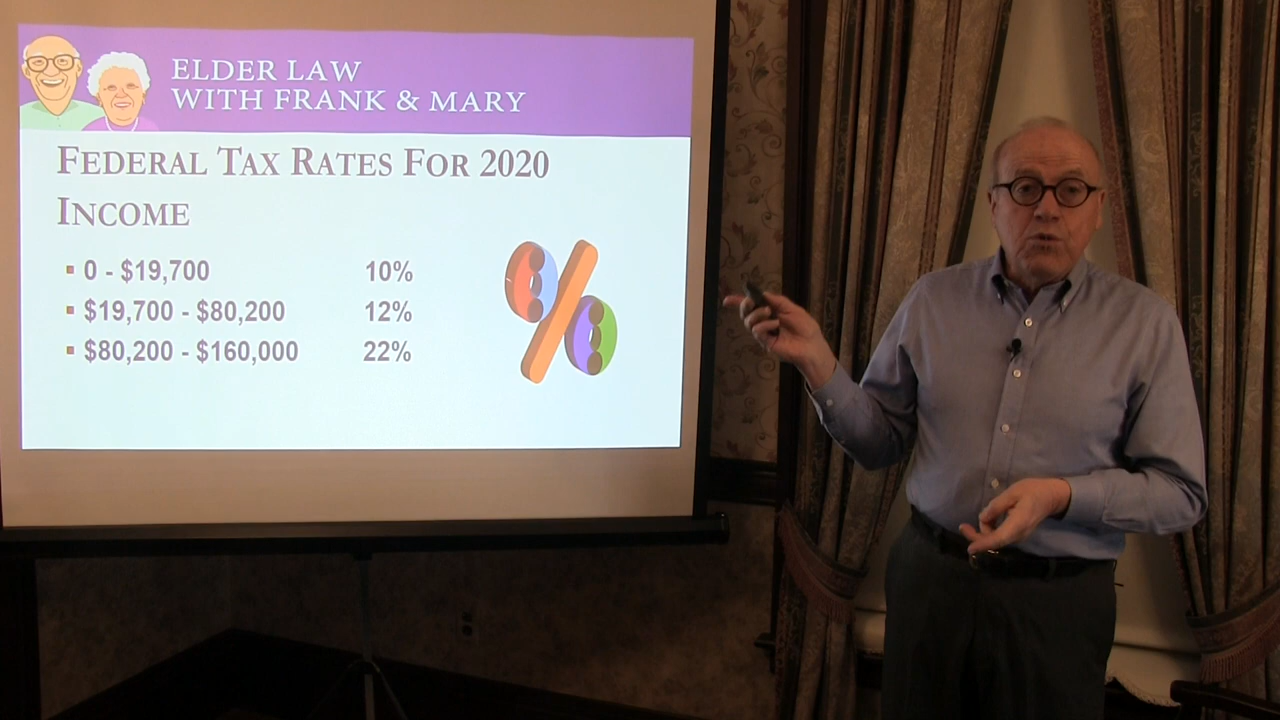 ELDER LAW
WITH FRANK & MARY
FEDERAL TAX RATES FOR 2020
INCOME
▪ 0 - $19,700 10%
▪ $19,700 - $80,200 12%
▪ $80,200 - $160,000 22%
%